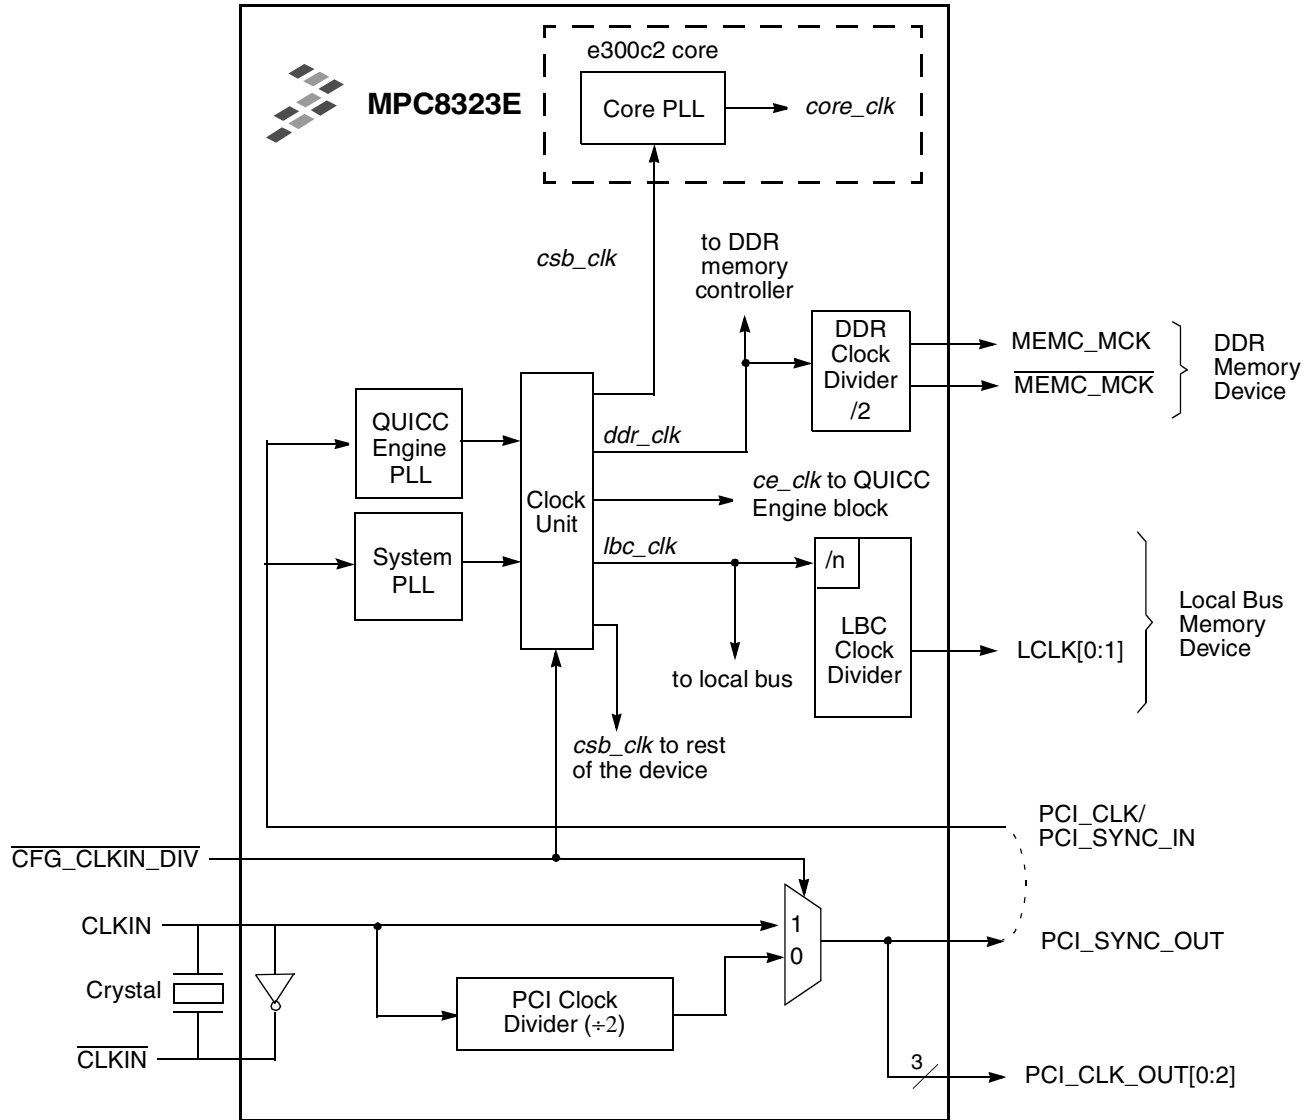 e300c2 core
MPC8323E
Core PLL
core_clk
csb_clk
to DDR
memory
controller
DDR
Clock
Divider
/2
MEMC_MCK
MEMC_MCK
DDR
Memory
Device
QUICC
Engine
PLL
ddr_clk
Clock
Unit
ce_clk to QUICC
Engine block
System
PLL
lbc_clk
/n
LBC
Clock
Divider
LCLK[0:1]
Local Bus
Memory
Device
to local bus
csb_clk to rest
of the device
PCI_CLK/
PCI_SYNC_IN
CFG_CLKIN_DIV
CLKIN
1
0
PCI_SYNC_OUT
Crystal
PCI Clock
Divider (÷2)
CLKIN
3
PCI_CLK_OUT[0:2]